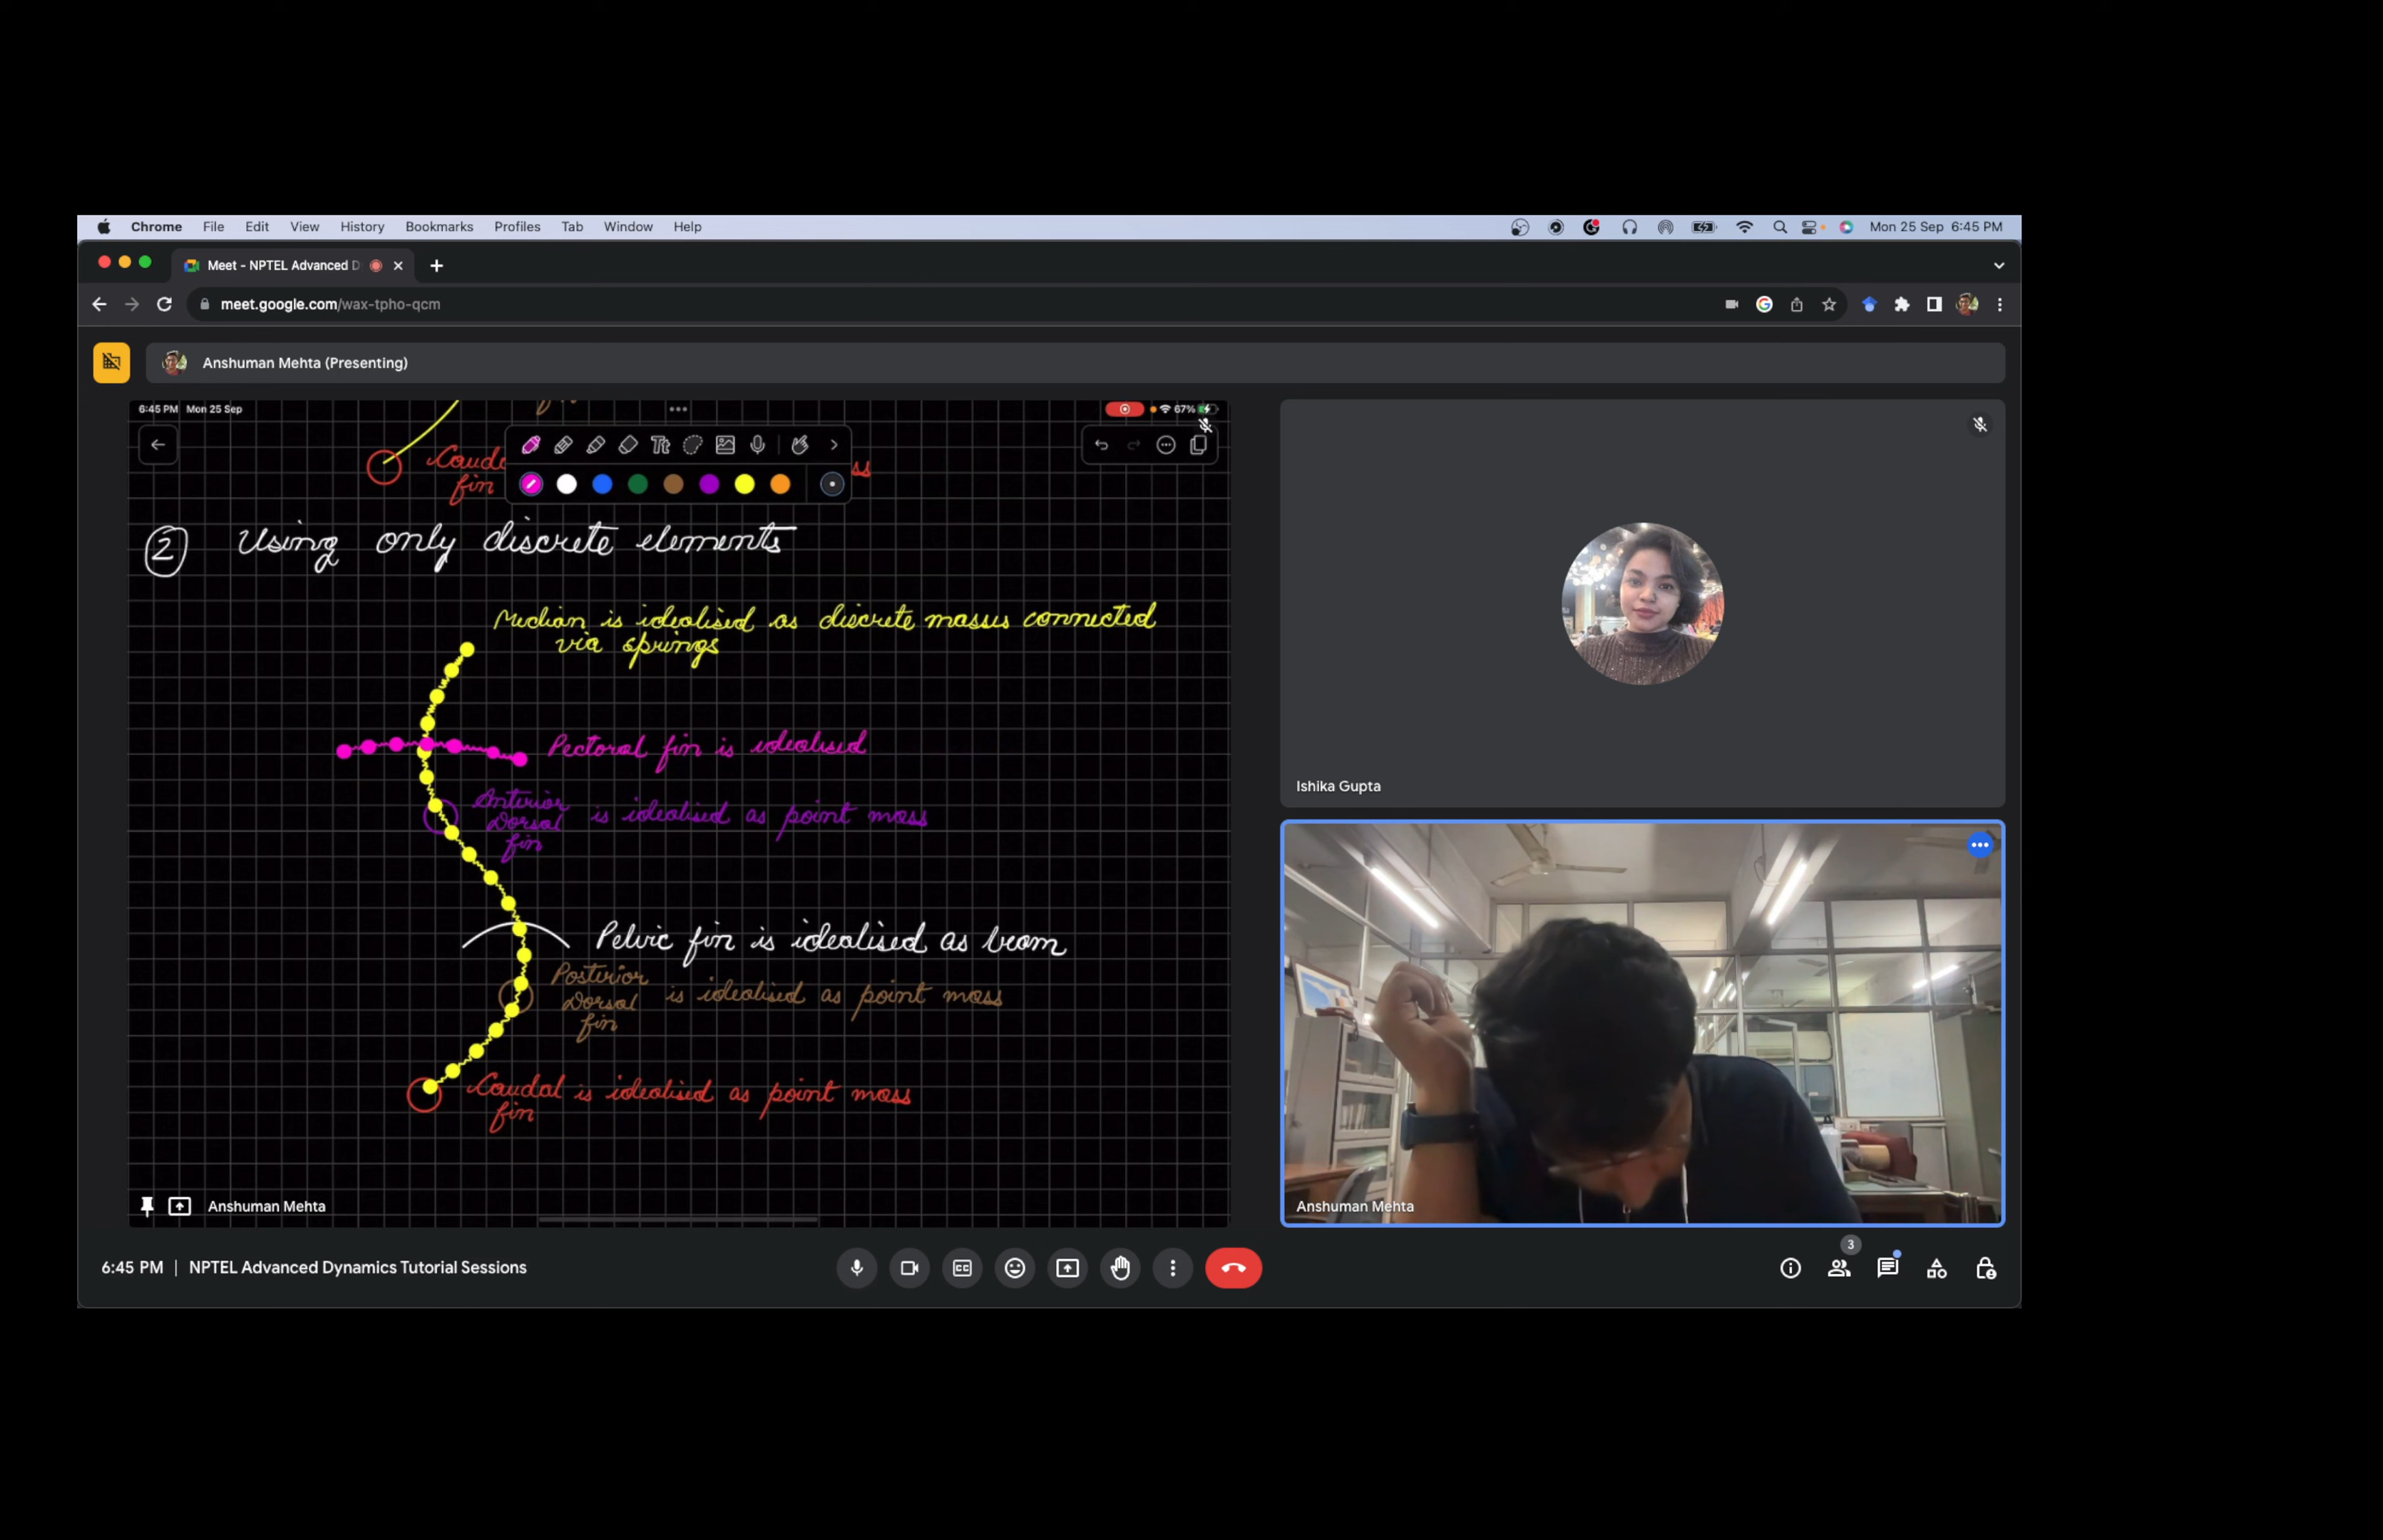 Chrome File Edit View History Bookmarks Profiles Tab Window Help Mon 25 Sep 6:45 PM
Meet - NPTEL Advanced D
meet.google.com/wax-tpho-qcm
Anshuman Mehta (Presenting)
6:45 PM Mon 25 Sep 67%
fin
Tt
② Using only discrete elements
Median is idealised as discrete masses connected
via springs
Pectoral fin is idealised
Anterior
Dorsal is idealised as point mass
fin
Pelvic fin is idealised as beam
Posterior
Dorsal is idealised as point mass
fin
Caudal is idealised as point mass
fin
Anshuman Mehta
Ishika Gupta
Anshuman Mehta
6:45 PM | NPTEL Advanced Dynamics Tutorial Sessions
CC
3